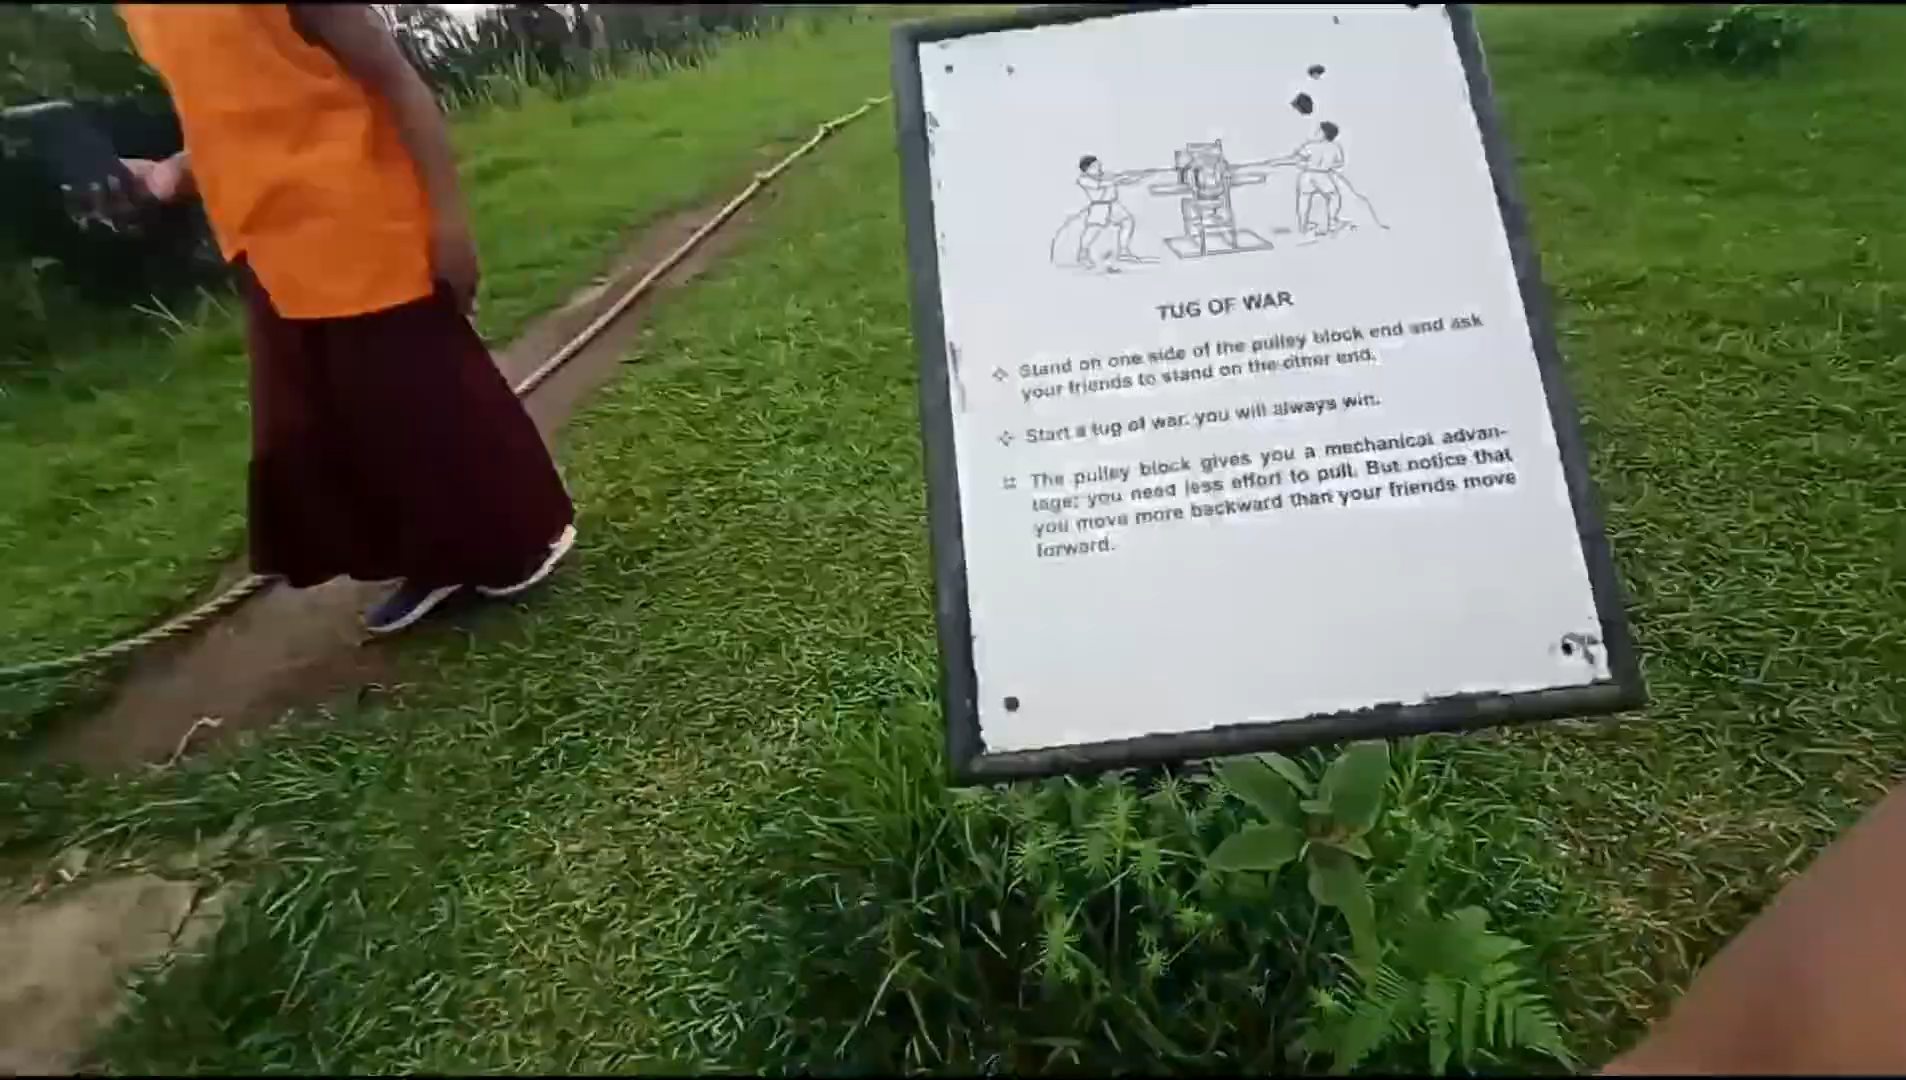 TUG OF WAR
✧ Stand on one side of the pulley block end and ask
your friends to stand on the other end.
✧ Start a tug of war: you will always win.
⌗ The pulley block gives you a mechanical advan-
tage; you need less effort to pull. But notice that
you move more backward than your friends move
forward.